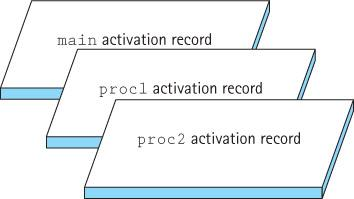 main activation record
proc1 activation record
proc2 activation record